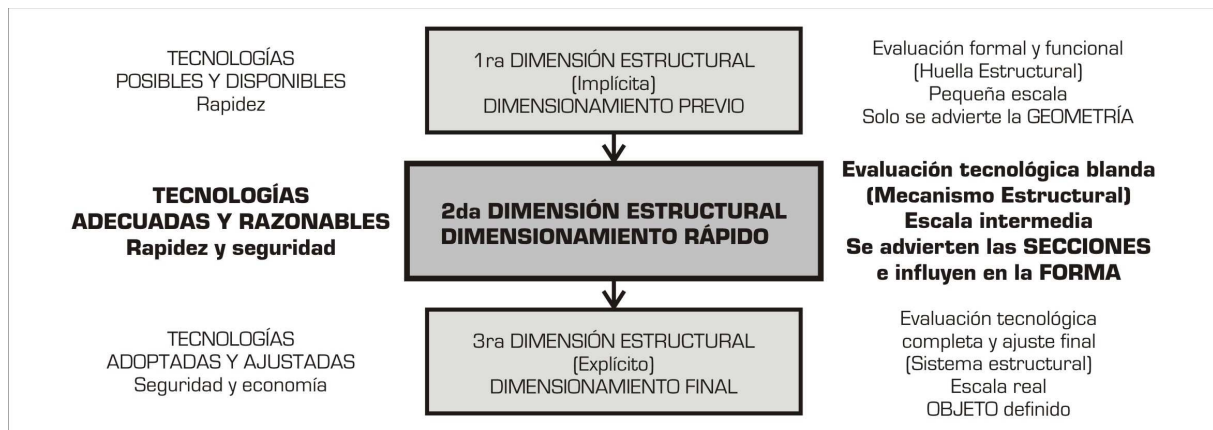 TECNOLOGÍAS
POSIBLES Y DISPONIBLES
Rapidez
1ra DIMENSIÓN ESTRUCTURAL
(Implícita)
DIMENSIONAMIENTO PREVIO
Evaluación formal y funcional
(Huella Estructural)
Pequeña escala
Solo se advierte la GEOMETRÍA
TECNOLOGÍAS
ADECUADAS Y RAZONABLES
Rapidez y seguridad
2da DIMENSIÓN ESTRUCTURAL
DIMENSIONAMIENTO RÁPIDO
Evaluación tecnológica blanda
(Mecanismo Estructural)
Escala intermedia
Se advierten las SECCIONES
e influyen en la FORMA
TECNOLOGÍAS
ADOPTADAS Y AJUSTADAS
Seguridad y economía
3ra DIMENSIÓN ESTRUCTURAL
(Explícito)
DIMENSIONAMIENTO FINAL
Evaluación tecnológica
completa y ajuste final
(Sistema estructural)
Escala real
OBJETO definido